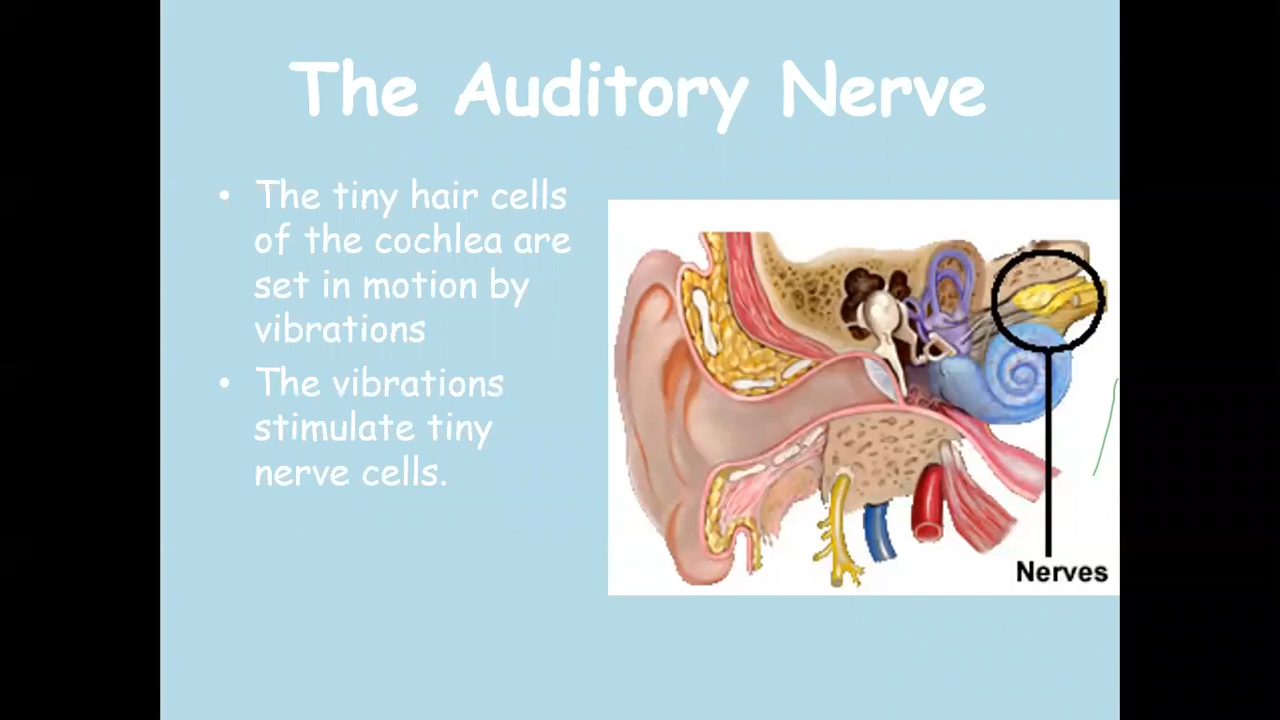 The Auditory Nerve
• The tiny hair cells
of the cochlea are
set in motion by
vibrations
• The vibrations
stimulate tiny
nerve cells.
Nerves